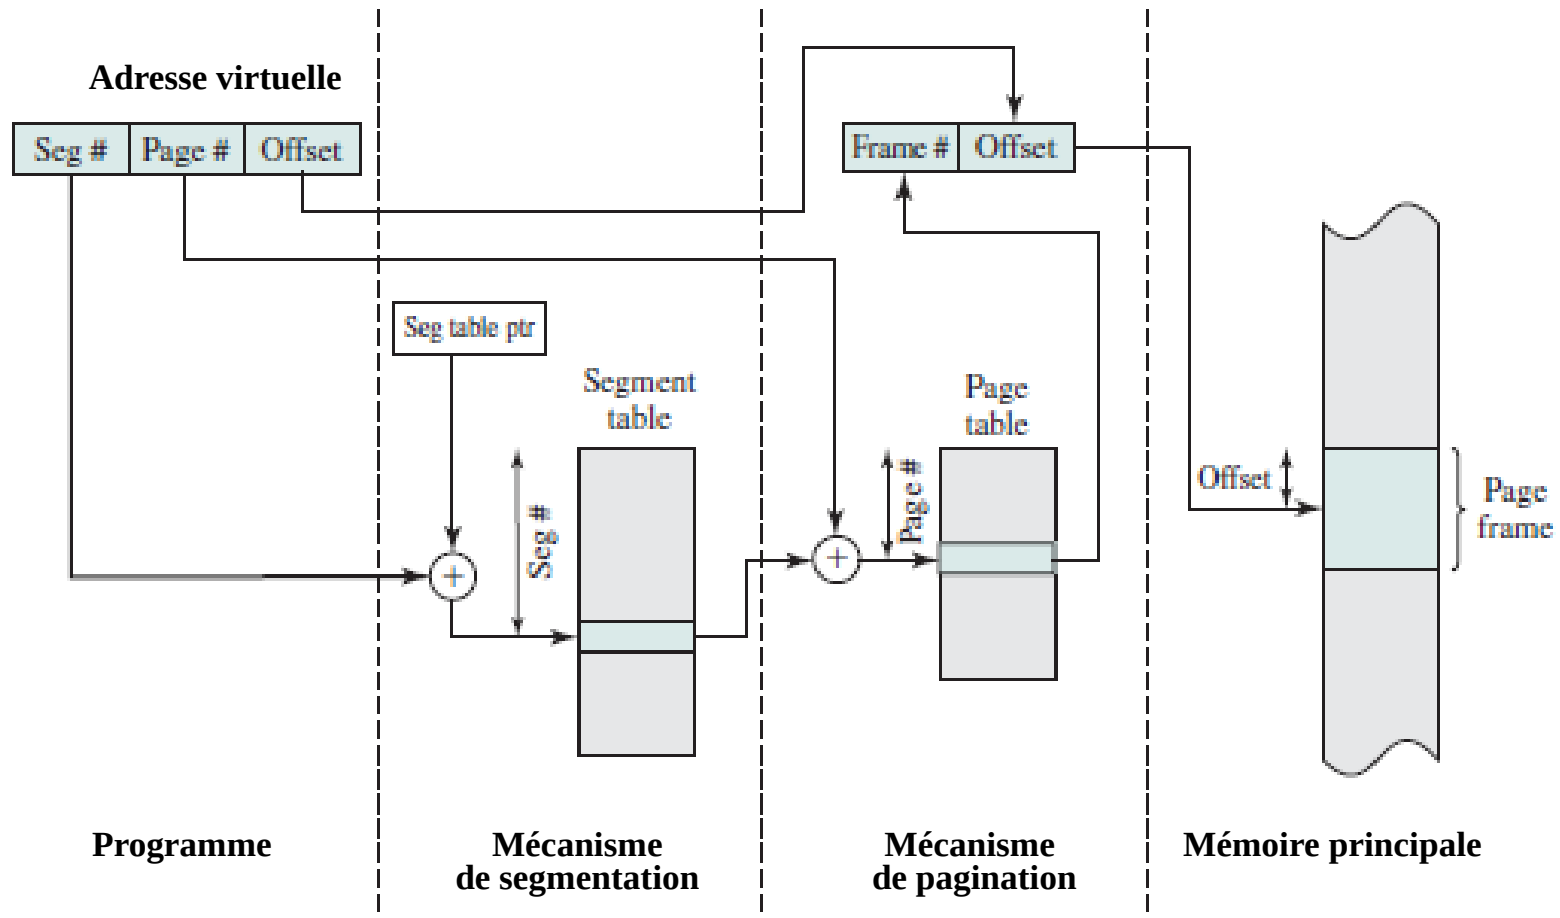 Adresse virtuelle
Seg # Page # Offset
Frame # Offset
Seg table ptr
Segment
table
Page
table
Seg #
Page #
Offset
Page
frame
Programme
Mécanisme
de segmentation
Mécanisme
de pagination
Mémoire principale